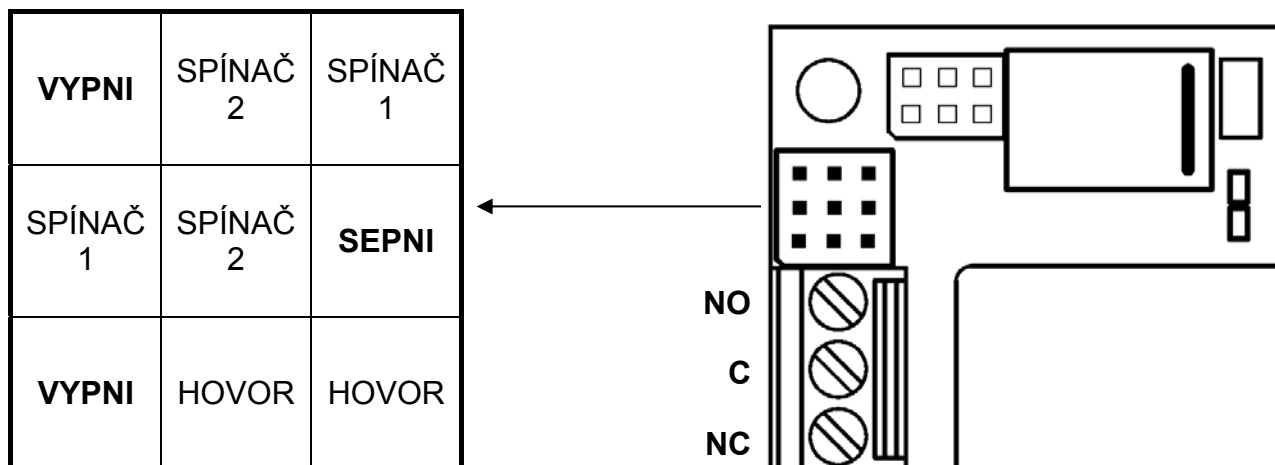 VYPNI
SPÍNAČ
2
SPÍNAČ
1
SPÍNAČ
1
SPÍNAČ
2
SEPNI
VYPNI
HOVOR
HOVOR
NO
C
NC